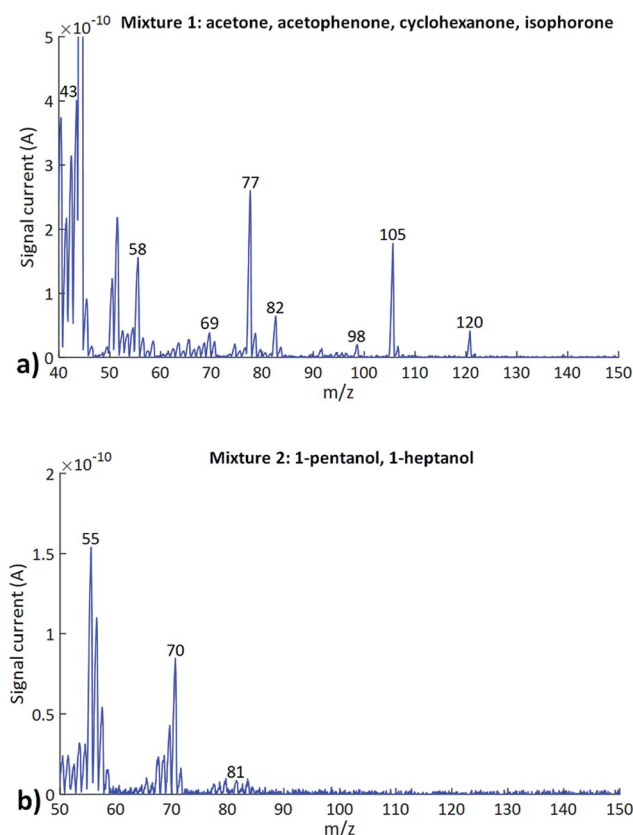 Mixture 1: acetone, acetophenone, cyclohexanone, isophorone
×10⁻¹⁰
5
4
3
2
1
0
Signal current (A)
43
58
69
77
82
98
105
120
40 50 60 70 80 90 100 110 120 130 140 150
m/z
a)
Mixture 2: 1-pentanol, 1-heptanol
×10⁻¹⁰
2
1.5
1
0.5
0
Signal current (A)
55
70
81
50 60 70 80 90 100 110 120 130 140 150
m/z
b)